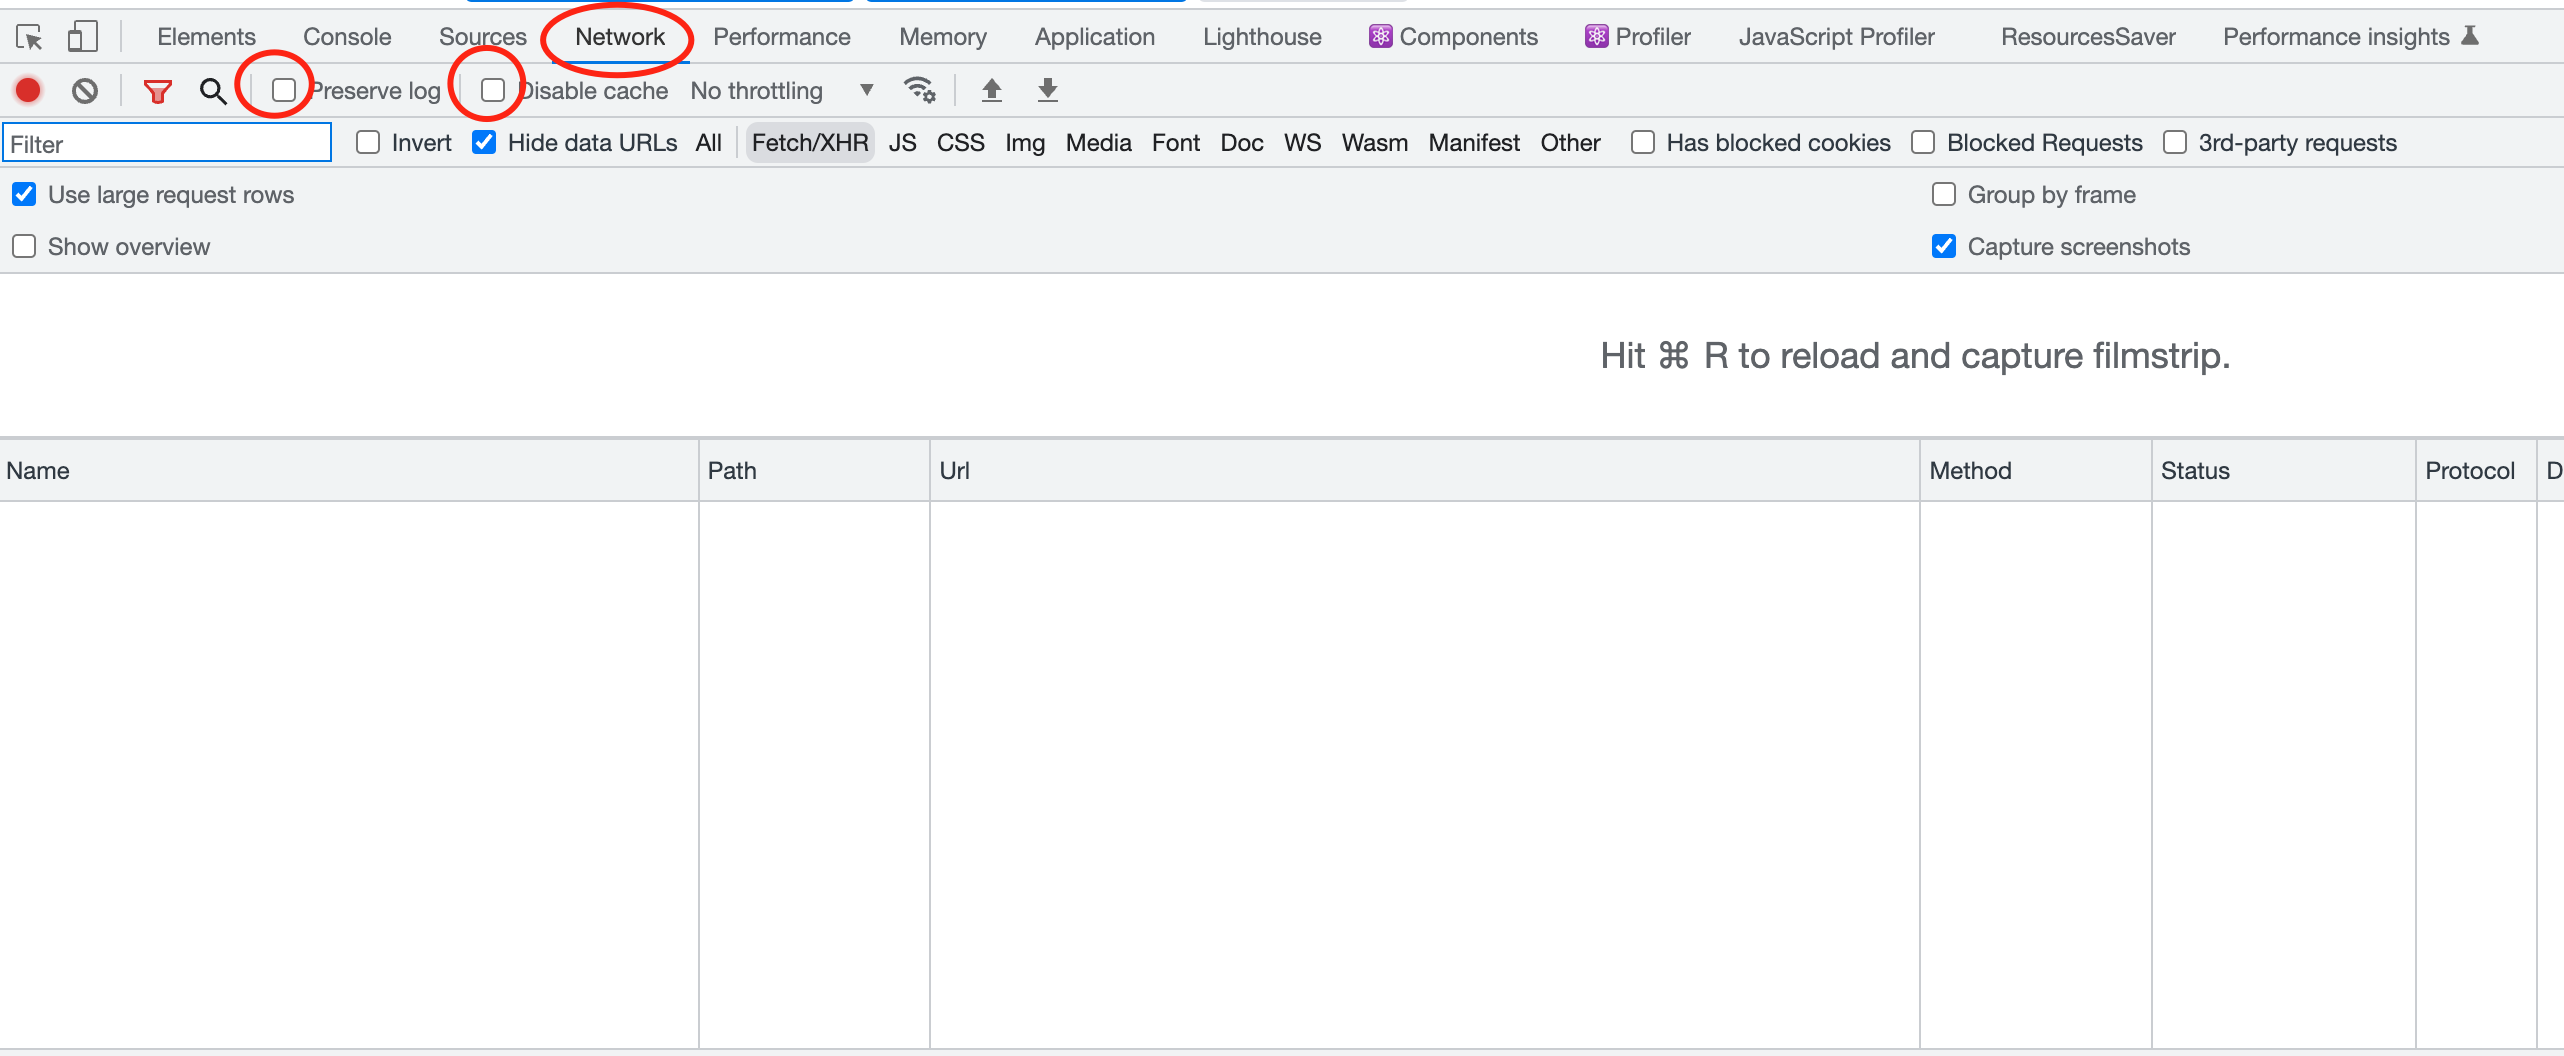 Elements Console Sources Network Performance Memory Application Lighthouse Components Profiler JavaScript Profiler ResourcesSaver Performance insights
Preserve log Disable cache No throttling
Filter Invert Hide data URLs All Fetch/XHR JS CSS Img Media Font Doc WS Wasm Manifest Other Has blocked cookies Blocked Requests 3rd-party requests
Use large request rows Group by frame
Show overview Capture screenshots
Hit ⌘ R to reload and capture filmstrip.
Name Path Url Method Status Protocol